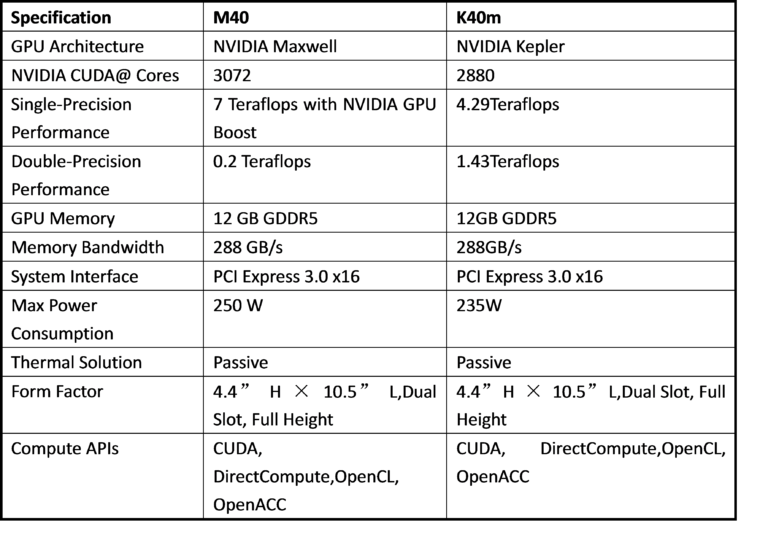 Specification M40 K40m
GPU Architecture NVIDIA Maxwell NVIDIA Kepler
NVIDIA CUDA@ Cores 3072 2880
Single-Precision 7 Teraflops with NVIDIA GPU 4.29Teraflops
Performance Boost
Double-Precision 0.2 Teraflops 1.43Teraflops
Performance
GPU Memory 12 GB GDDR5 12GB GDDR5
Memory Bandwidth 288 GB/s 288GB/s
System Interface PCI Express 3.0 x16 PCI Express 3.0 x16
Max Power 250 W 235W
Consumption
Thermal Solution Passive Passive
Form Factor 4.4” H × 10.5” L,Dual 4.4” H × 10.5” L,Dual Slot, Full
Slot, Full Height Height
Compute APIs CUDA, CUDA, DirectCompute,OpenCL,
DirectCompute,OpenCL, OpenACC
OpenACC